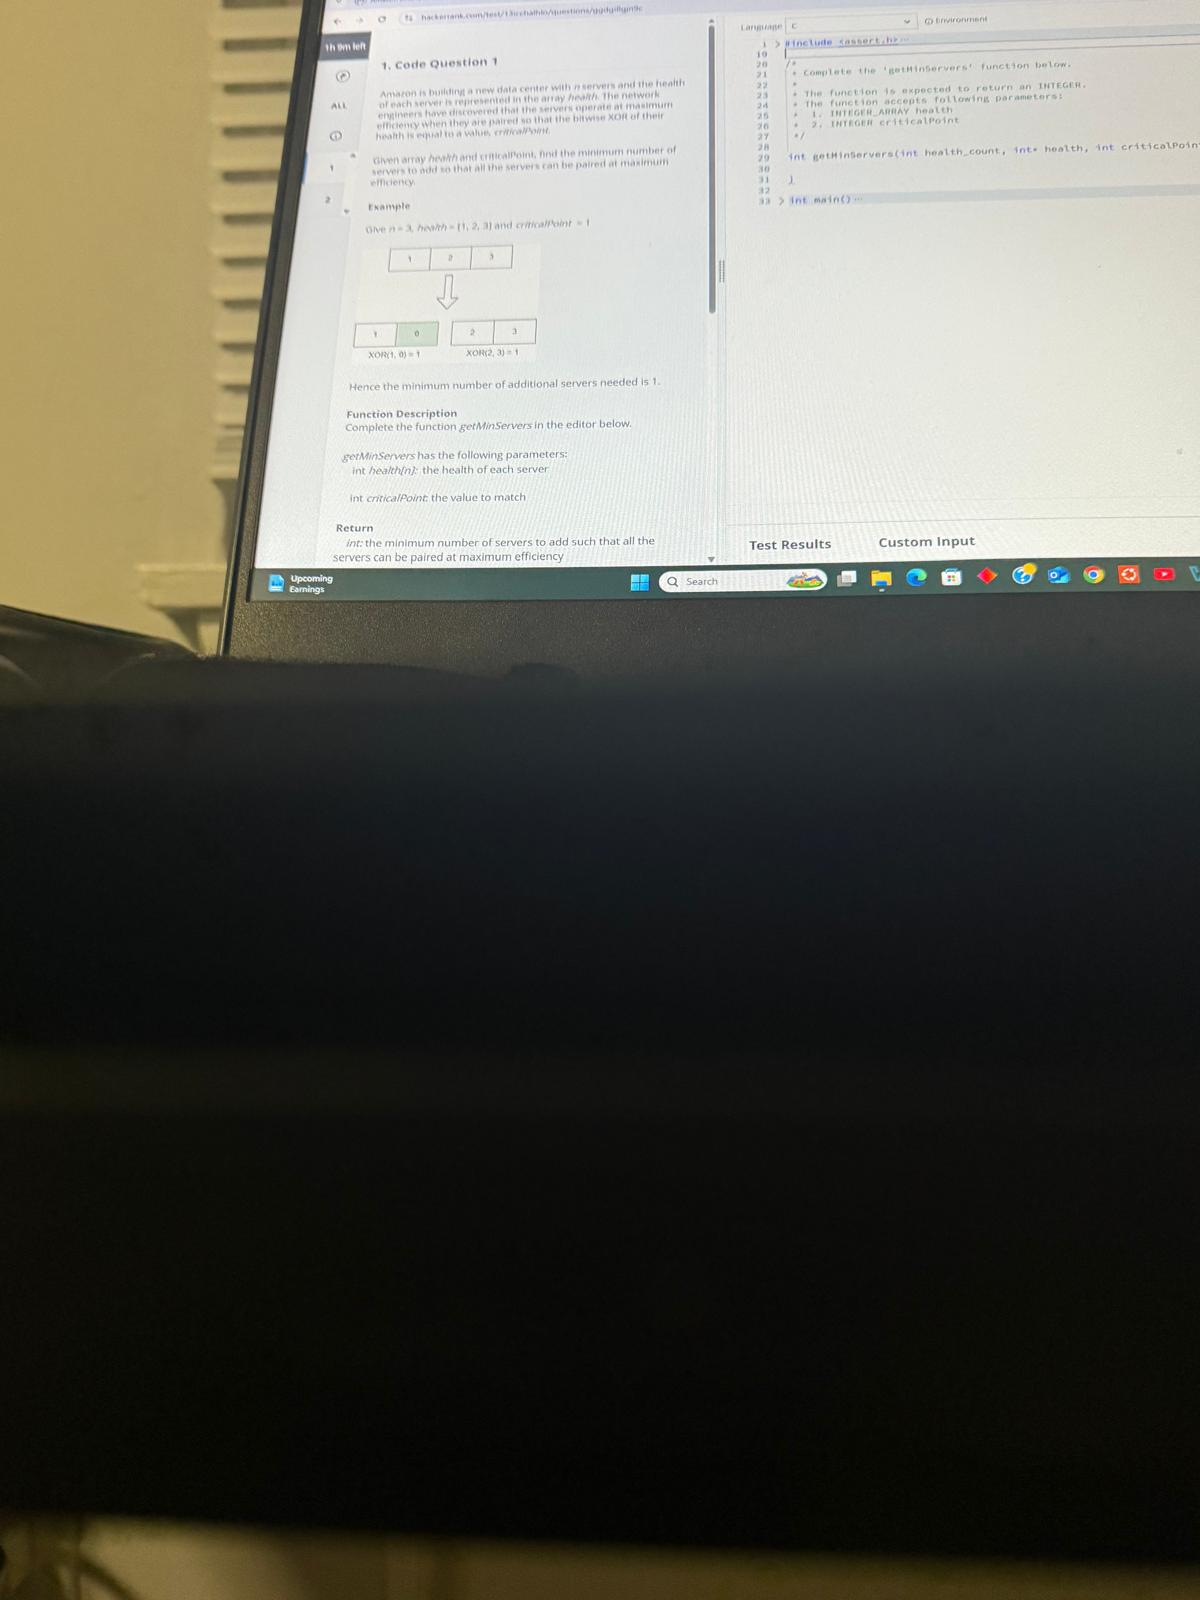 hackerrank.com/test/
1h 9m left
ALL
1
2
1. Code Question 1
Amazon is building a new data center with n servers and the health
of each server is represented in the array health. The network
engineers have discovered that the servers operate at maximum
efficiency when they are paired so that the bitwise XOR of their
health is equal to a value, criticalPoint.
Given array health and criticalPoint, find the minimum number of
servers to add so that all the servers can be paired at maximum
efficiency.
Example
Give n = 3, health = [1, 2, 3] and criticalPoint = 1
1 2 3
1 0 2 3
XOR(1, 0) = 1 XOR(2, 3) = 1
Hence the minimum number of additional servers needed is 1.
Function Description
Complete the function getMinServers in the editor below.
getMinServers has the following parameters:
int health[n]: the health of each server
int criticalPoint: the value to match
Return
int: the minimum number of servers to add such that all the
servers can be paired at maximum efficiency
Language C Environment
1 > #include <assert.h>...
19
20 /*
21 * Complete the 'getMinServers' function below.
22 *
23 * The function is expected to return an INTEGER.
24 * The function accepts following parameters:
25 * 1. INTEGER_ARRAY health
26 * 2. INTEGER criticalPoint
27 */
28
29 int getMinServers(int health_count, int* health, int criticalPoin
30
31 }
32
33 > int main() ...
Test Results Custom Input
Upcoming
Earnings
Search